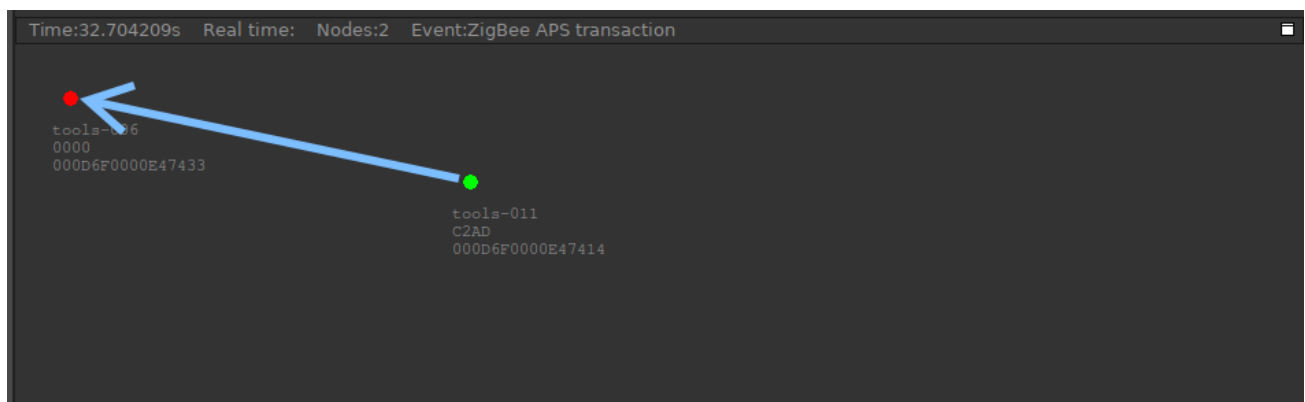 Time:32.704209s Real time: Nodes:2 Event:ZigBee APS transaction
0000
000D6F0000E47433
tools-011
C2AD
000D6F0000E47414